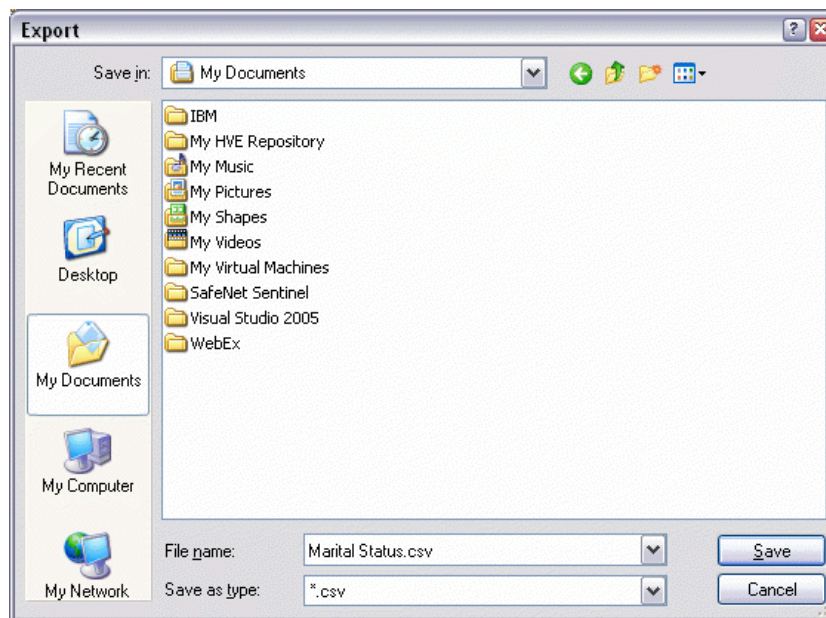 Export
Save in:
My Documents
My Recent
Documents
Desktop
My Documents
My Computer
My Network
IBM
My HVE Repository
My Music
My Pictures
My Shapes
My Videos
My Virtual Machines
SafeNet Sentinel
Visual Studio 2005
WebEx
File name:
Marital Status.csv
Save
Save as type:
*.csv
Cancel